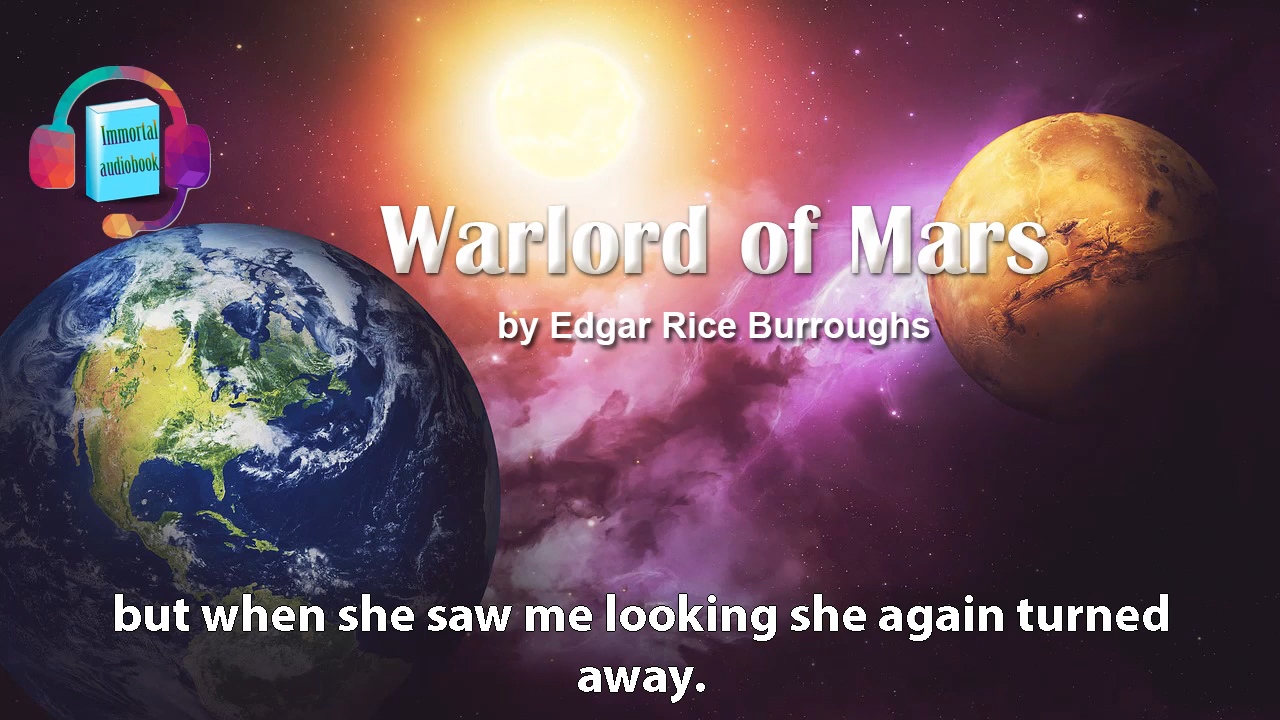 Immortal
audiobook
Warlord of Mars
by Edgar Rice Burroughs
but when she saw me looking she again turned
away.